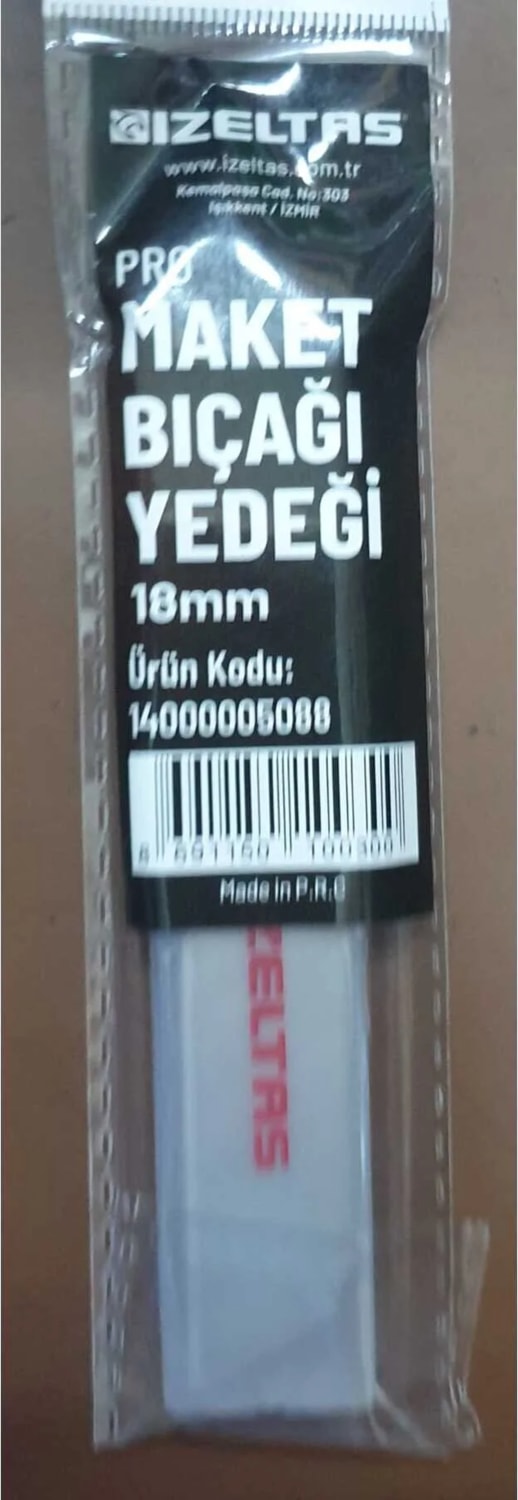 IZELTAS
www.izeltas.com.tr
Kemalpaşa Cad. No:303
Işıkkent / İZMİR
PRO
MAKET
BIÇAĞI
YEDEĞİ
18mm
Ürün Kodu:
14000005088
Made in P.R.C
IZELTAS